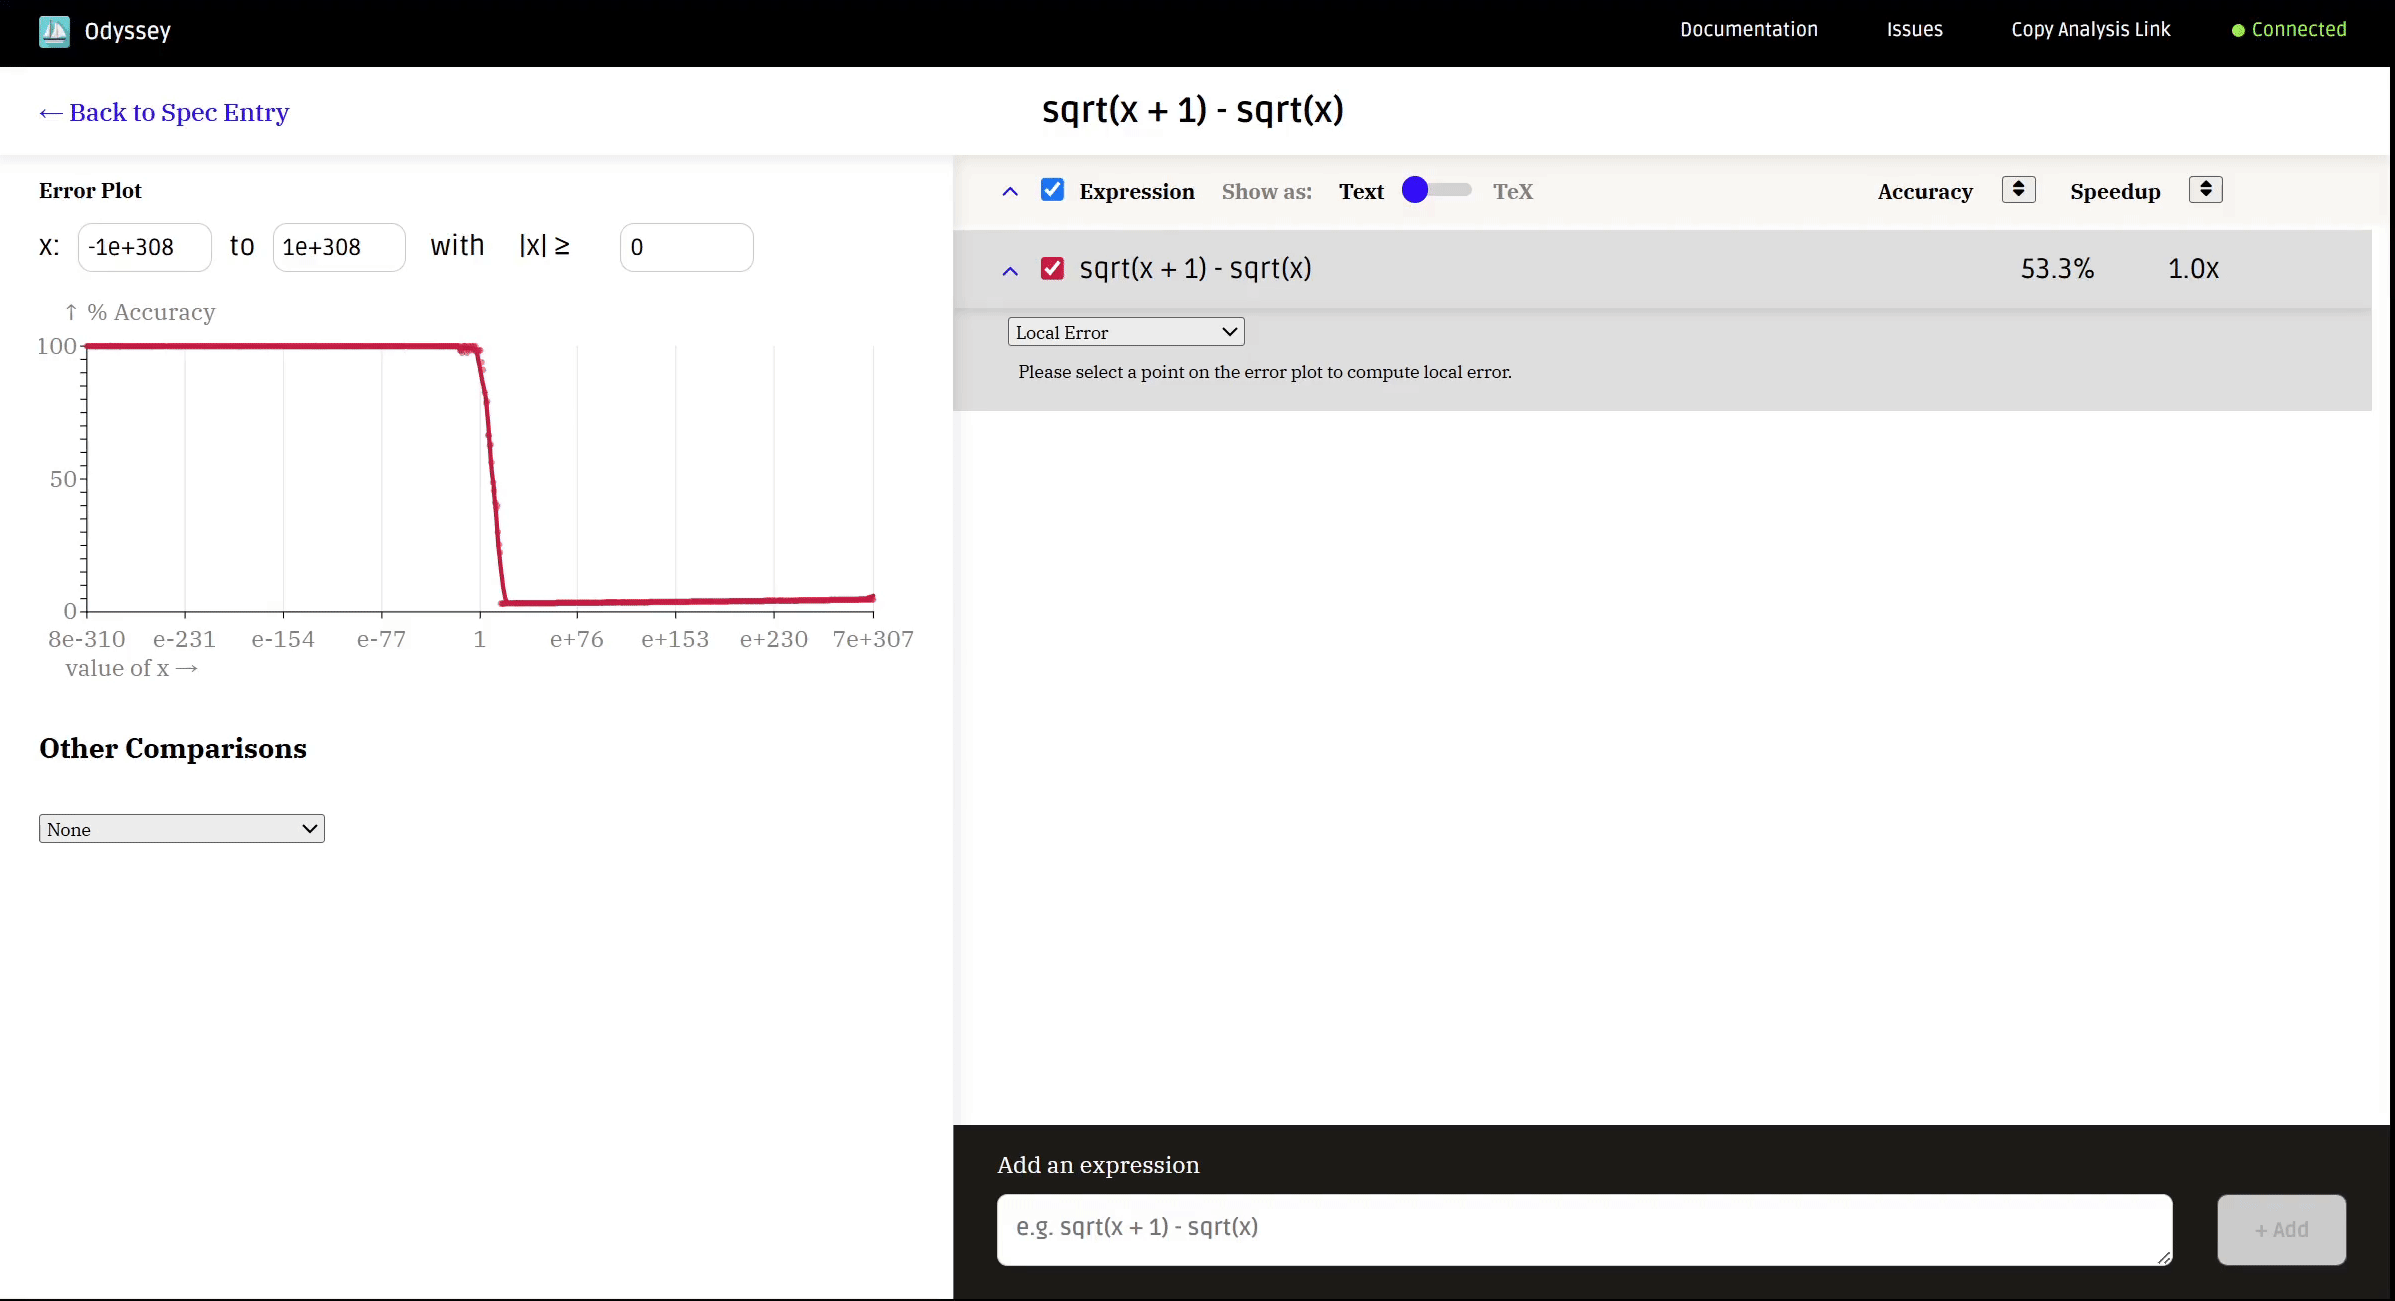 Odyssey Documentation Issues Copy Analysis Link Connected
← Back to Spec Entry
sqrt(x + 1) - sqrt(x)
Error Plot
x: -1e+308 to 1e+308 with |x| ≥ 0
↑ % Accuracy
100
50
0
8e-310 e-231 e-154 e-77 1 e+76 e+153 e+230 7e+307
value of x →
Other Comparisons
None
Expression Show as: Text TeX Accuracy Speedup
sqrt(x + 1) - sqrt(x) 53.3% 1.0x
Local Error
Please select a point on the error plot to compute local error.
Add an expression
e.g. sqrt(x + 1) - sqrt(x)
+ Add